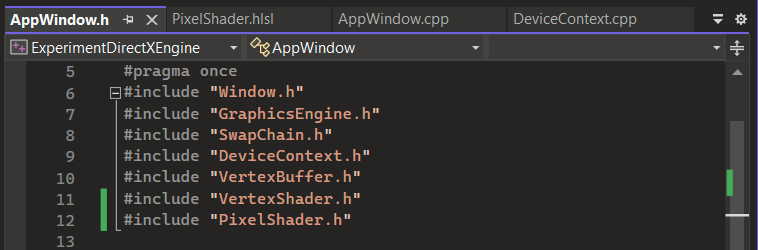 AppWindow.h PixelShader.hlsl AppWindow.cpp DeviceContext.cpp
ExperimentDirectXEngine AppWindow
5 #pragma once
6 #include "Window.h"
7 #include "GraphicsEngine.h"
8 #include "SwapChain.h"
9 #include "DeviceContext.h"
10 #include "VertexBuffer.h"
11 #include "VertexShader.h"
12 #include "PixelShader.h"
13